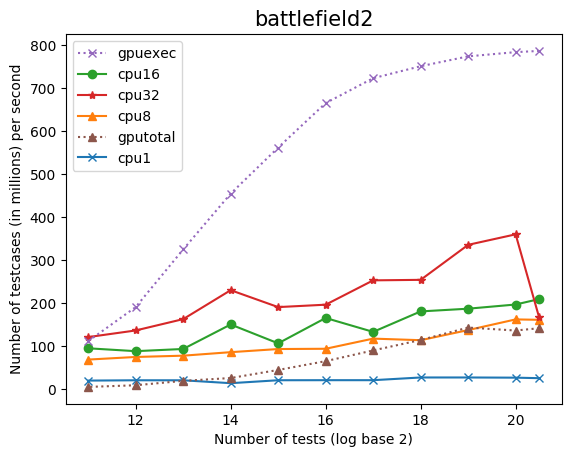 battlefield2
gpuexec
cpu16
cpu32
cpu8
gputotal
cpu1
Number of testcases (in millions) per second
800
700
600
500
400
300
200
100
0
12
14
16
18
20
Number of tests (log base 2)